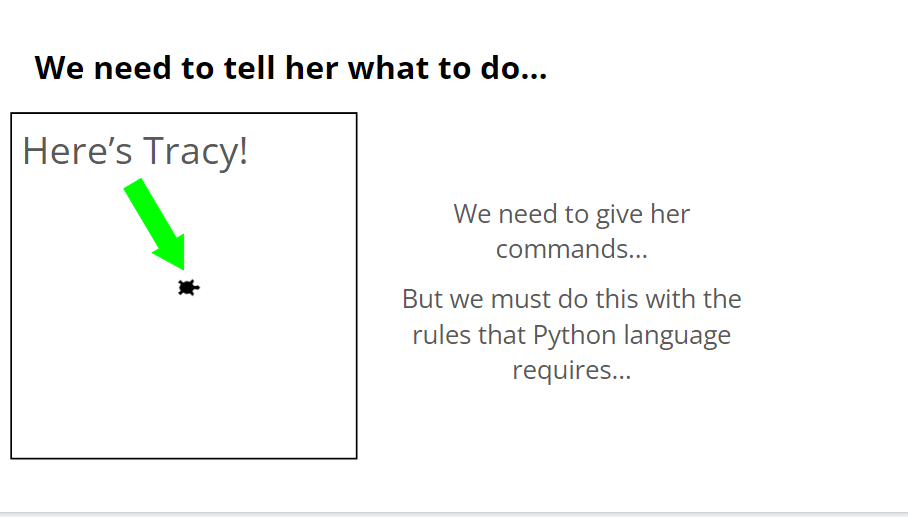 We need to tell her what to do...
Here’s Tracy!
We need to give her
commands...
But we must do this with the
rules that Python language
requires...